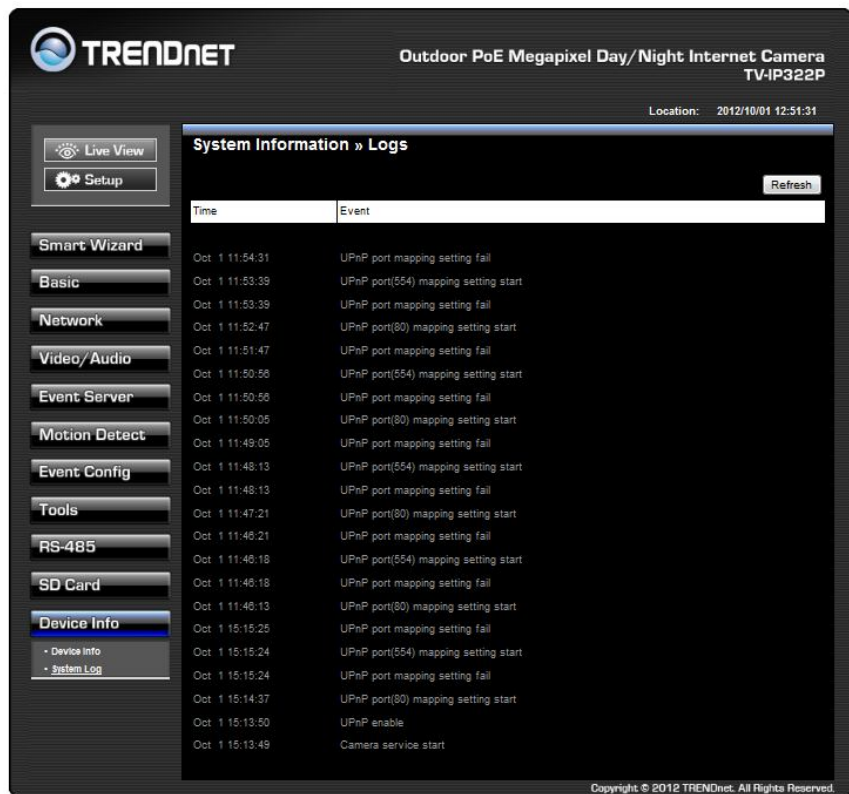 TRENDNET
Outdoor PoE Megapixel Day/Night Internet Camera
TV-IP322P
Location: 2012/10/01 12:51:31
Live View
Setup
Smart Wizard
Basic
Network
Video/Audio
Event Server
Motion Detect
Event Config
Tools
RS-485
SD Card
Device Info
• Device Info
• System Log
System Information » Logs
Refresh
Time Event
Oct 1 11:54:31 UPnP port mapping setting fail
Oct 1 11:53:39 UPnP port(554) mapping setting start
Oct 1 11:53:39 UPnP port mapping setting fail
Oct 1 11:52:47 UPnP port(80) mapping setting start
Oct 1 11:51:47 UPnP port mapping setting fail
Oct 1 11:50:56 UPnP port(554) mapping setting start
Oct 1 11:50:56 UPnP port mapping setting fail
Oct 1 11:50:05 UPnP port(80) mapping setting start
Oct 1 11:49:05 UPnP port mapping setting fail
Oct 1 11:48:13 UPnP port(554) mapping setting start
Oct 1 11:48:13 UPnP port mapping setting fail
Oct 1 11:47:21 UPnP port(80) mapping setting start
Oct 1 11:46:21 UPnP port mapping setting fail
Oct 1 11:46:18 UPnP port(554) mapping setting start
Oct 1 11:46:18 UPnP port mapping setting fail
Oct 1 11:46:13 UPnP port(80) mapping setting start
Oct 1 15:15:25 UPnP port mapping setting fail
Oct 1 15:15:24 UPnP port(554) mapping setting start
Oct 1 15:15:24 UPnP port mapping setting fail
Oct 1 15:14:37 UPnP port(80) mapping setting start
Oct 1 15:13:50 UPnP enable
Oct 1 15:13:49 Camera service start
Copyright © 2012 TRENDnet. All Rights Reserved.